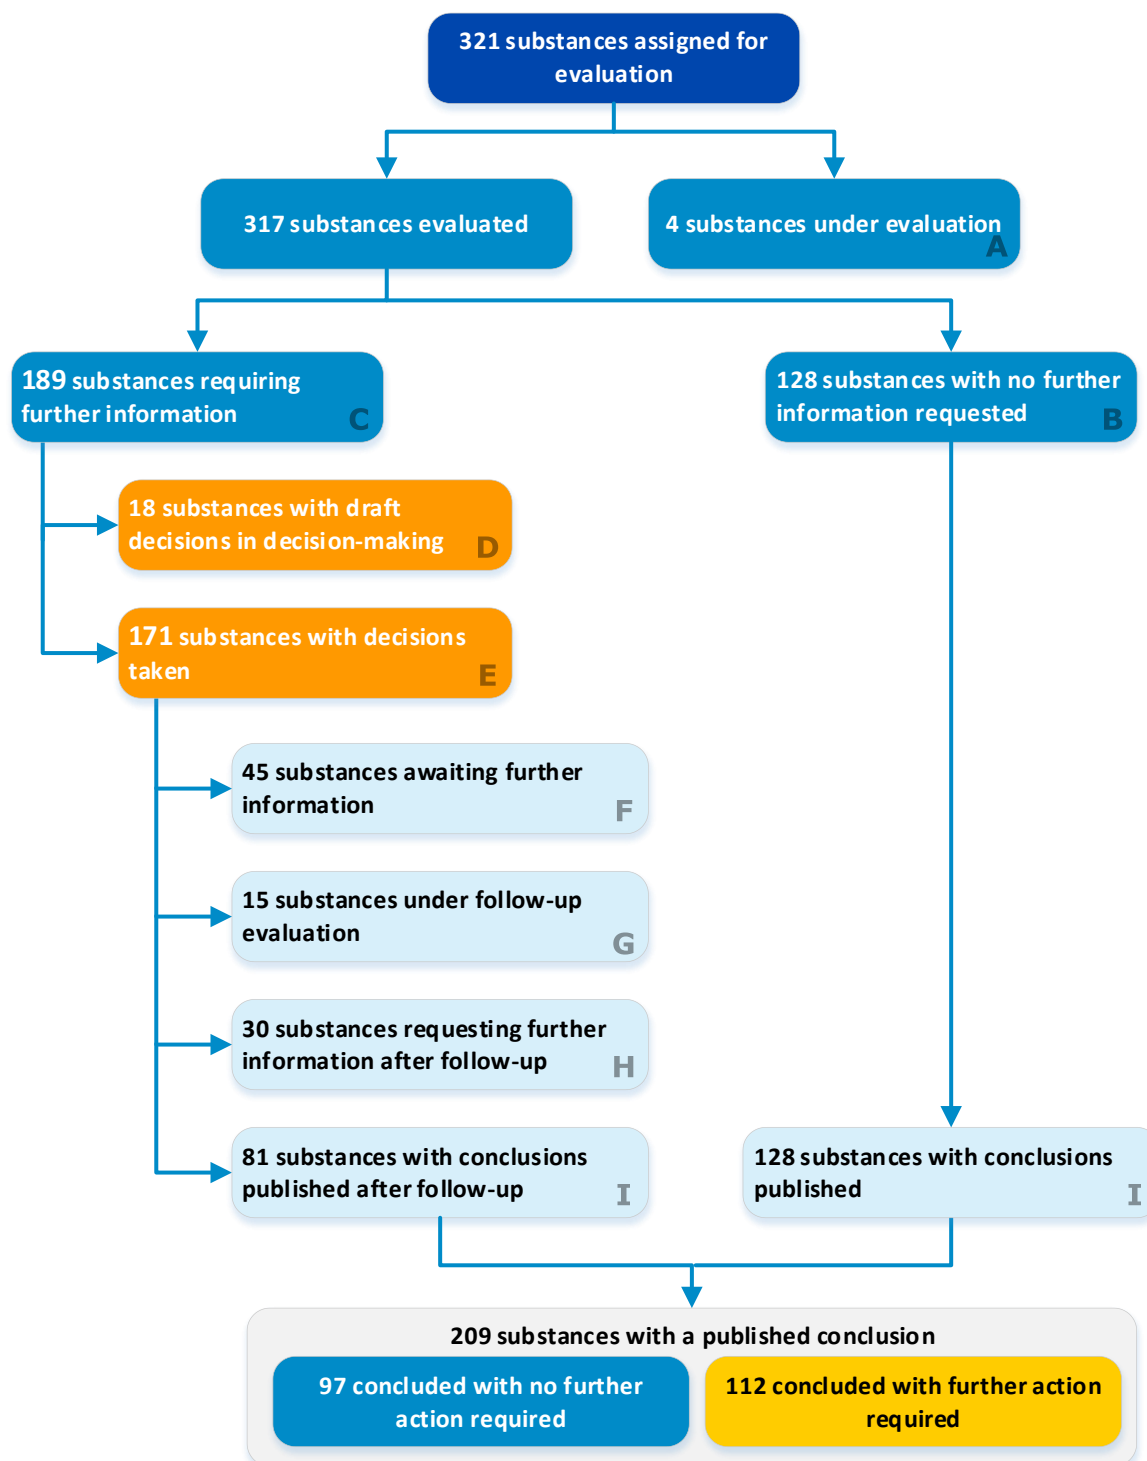 321 substances assigned for
evaluation
317 substances evaluated
4 substances under evaluation
A
189 substances requiring
further information
C
128 substances with no further
information requested
B
18 substances with draft
decisions in decision-making
D
171 substances with decisions
taken
E
45 substances awaiting further
information
F
15 substances under follow-up
evaluation
G
30 substances requesting further
information after follow-up
H
81 substances with conclusions
published after follow-up
I
128 substances with conclusions
published
I
209 substances with a published conclusion
97 concluded with no further
action required
112 concluded with further action
required